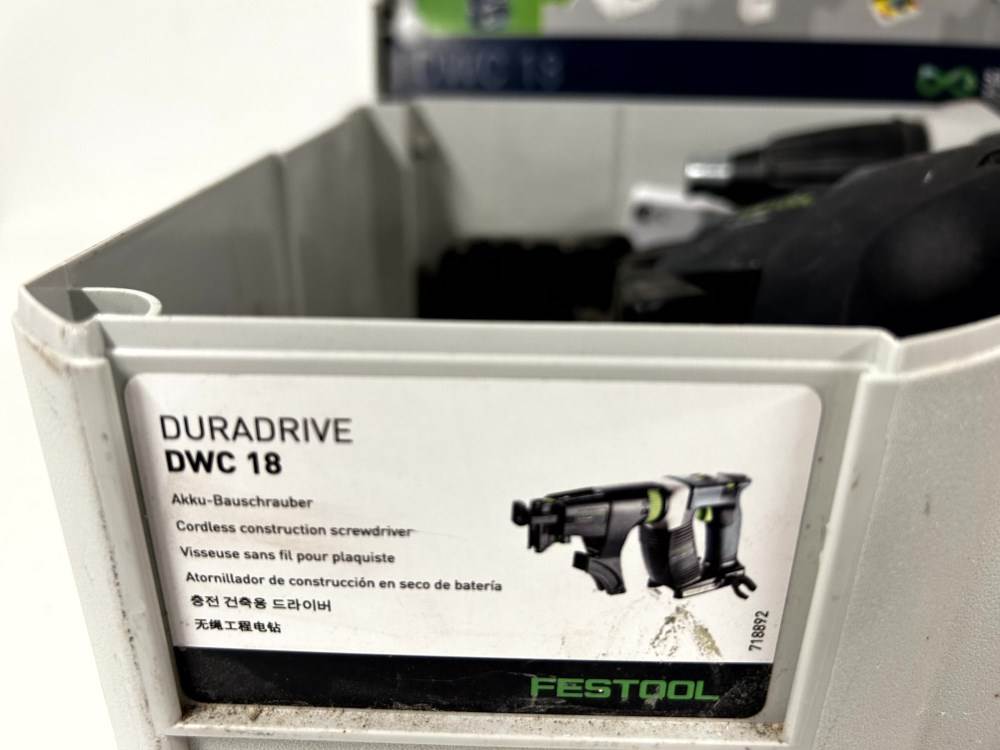 DWC 18
DURADRIVE
DWC 18
Akku-Bauschrauber
Cordless construction screwdriver
Visseuse sans fil pour plaquiste
Atornillador de construcción en seco de batería
충전 건축용 드라이버
无绳工程电钻
718892
FESTOOL